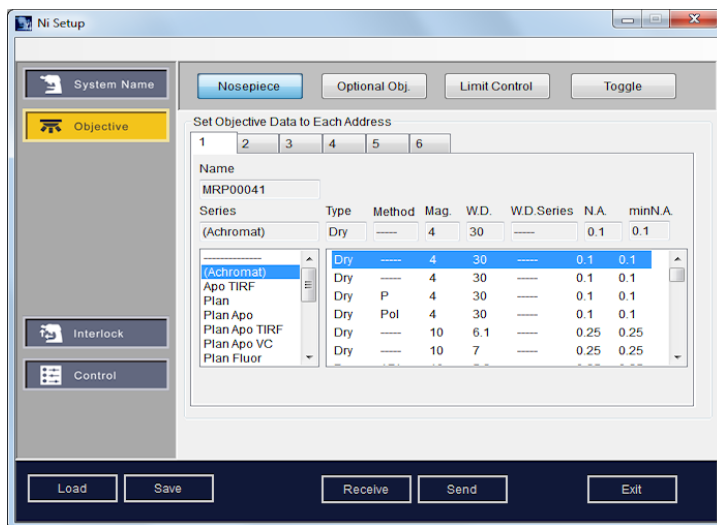 Ni Setup
System Name
Objective
Interlock
Control
Nosepiece Optional Obj. Limit Control Toggle
Set Objective Data to Each Address
1 2 3 4 5 6
Name
MRP00041
Series Type Method Mag. W.D. W.D.Series N.A. minN.A.
(Achromat) Dry ----- 4 30 ----- 0.1 0.1
--------------
(Achromat)
Apo TIRF
Plan
Plan Apo
Plan Apo TIRF
Plan Apo VC
Plan Fluor
Dry ----- 4 30 ----- 0.1 0.1
Dry ----- 4 30 ----- 0.1 0.1
Dry P 4 30 ----- 0.1 0.1
Dry Pol 4 30 ----- 0.1 0.1
Dry ----- 10 6.1 ----- 0.25 0.25
Dry ----- 10 7 ----- 0.25 0.25
Load Save Receive Send Exit